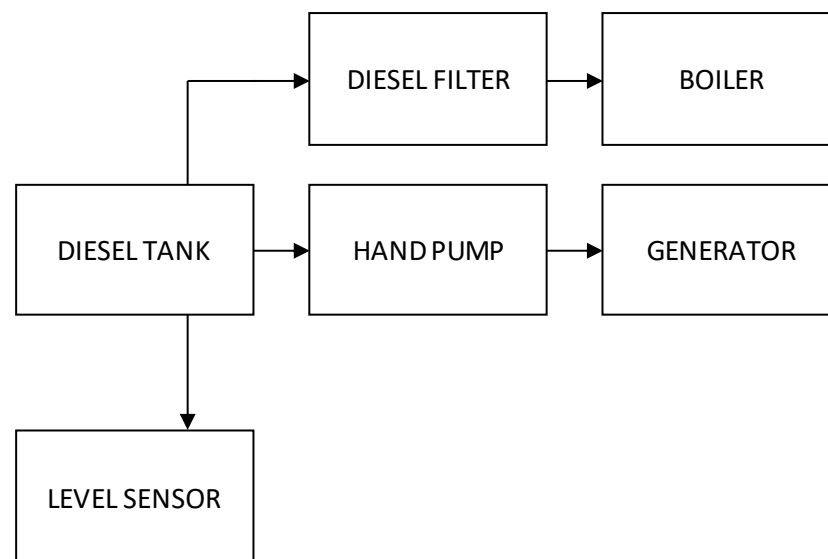 DIESEL FILTER
BOILER
DIESEL TANK
HAND PUMP
GENERATOR
LEVEL SENSOR